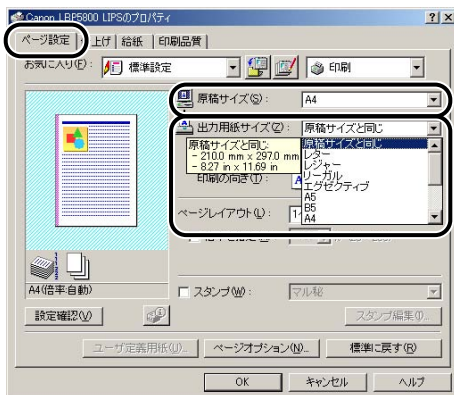 Canon LBP5800 LIPSのプロパティ
ページ設定 上げ 給紙 印刷品質
お気に入り(F): 標準設定 印刷
原稿サイズ(S): A4
出力用紙サイズ(Z): 原稿サイズと同じ
原稿サイズと同じ:
- 210.0 mm x 297.0 mm
- 8.27 in x 11.69 in
原稿サイズと同じ
レター
レジャー
リーガル
エグゼクティブ
A5
B5
A4
印刷の向き(T):
ページレイアウト(L):
A4(倍率:自動)
スタンプ(W): マル秘
設定確認(V) スタンプ編集(I)...
ユーザ定義用紙(U)... ページオプション(N)... 標準に戻す(R)
OK キャンセル ヘルプ